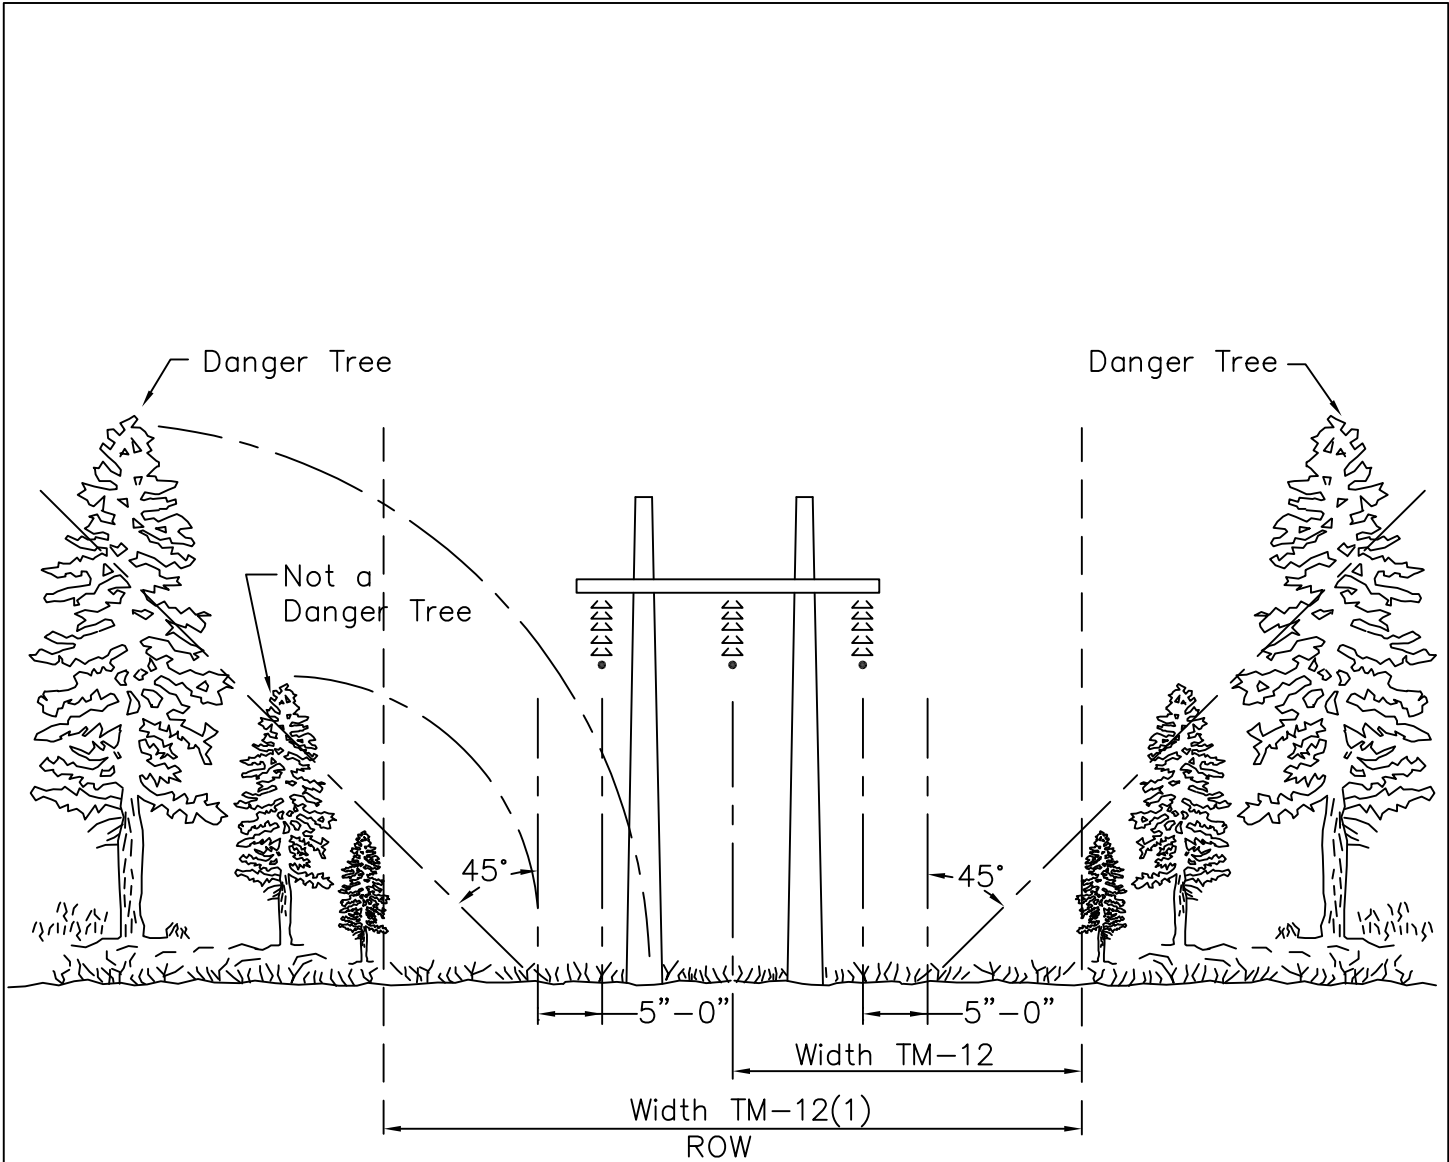 Danger Tree
Danger Tree
Not a
Danger Tree
45°
45°
5”-0”
5”-0”
Width TM-12
Width TM-12(1)
ROW